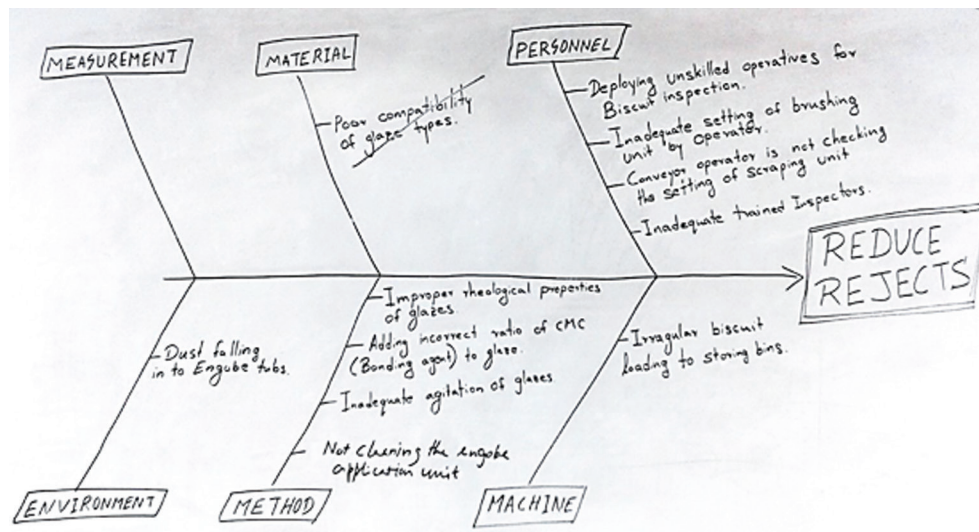 MEASUREMENT
MATERIAL
PERSONNEL
Poor compatibility
of glaze types.
Deploying unskilled operatives for
Biscuit inspection.
Inadequate setting of brushing
unit by operator.
Conveyor operator is not checking
the setting of scraping unit
Inadequate trained Inspectors.
REDUCE
REJECTS
Dust falling
in to Engobe tubs.
Improper rheological properties
of glazes.
Adding incorrect ratio of CMC
(Bonding agent) to glaze.
Inadequate agitation of glazes.
Not cleaning the engobe
application unit
Irregular biscuit
loading to storing bins.
ENVIRONMENT
METHOD
MACHINE